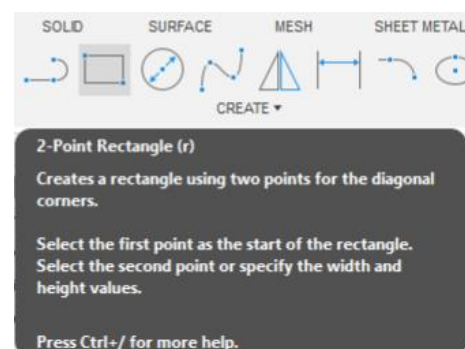 SOLID SURFACE MESH SHEET METAL
CREATE ▾
2-Point Rectangle (r)
Creates a rectangle using two points for the diagonal
corners.
Select the first point as the start of the rectangle.
Select the second point or specify the width and
height values.
Press Ctrl+/ for more help.